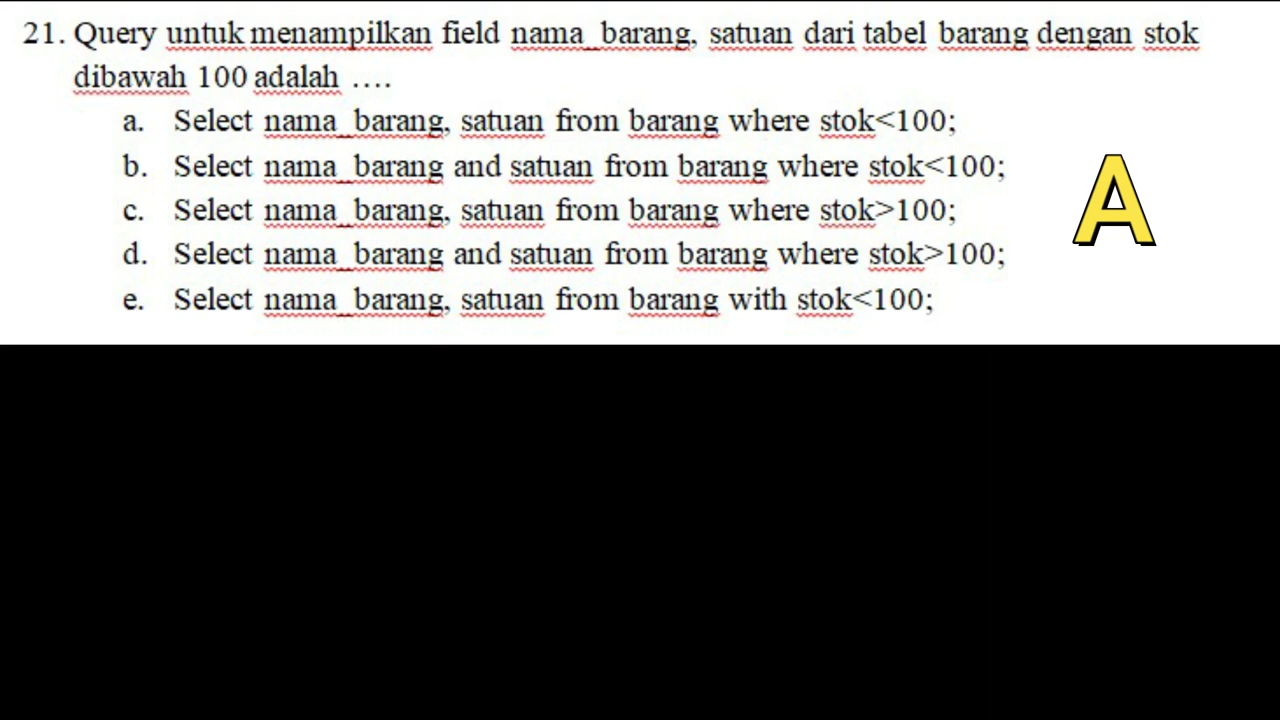 21. Query untuk menampilkan field nama_barang, satuan dari tabel barang dengan stok
dibawah 100 adalah ….
a. Select nama_barang, satuan from barang where stok<100;
b. Select nama_barang and satuan from barang where stok<100;
c. Select nama_barang, satuan from barang where stok>100;
d. Select nama_barang and satuan from barang where stok>100;
e. Select nama_barang, satuan from barang with stok<100;
A